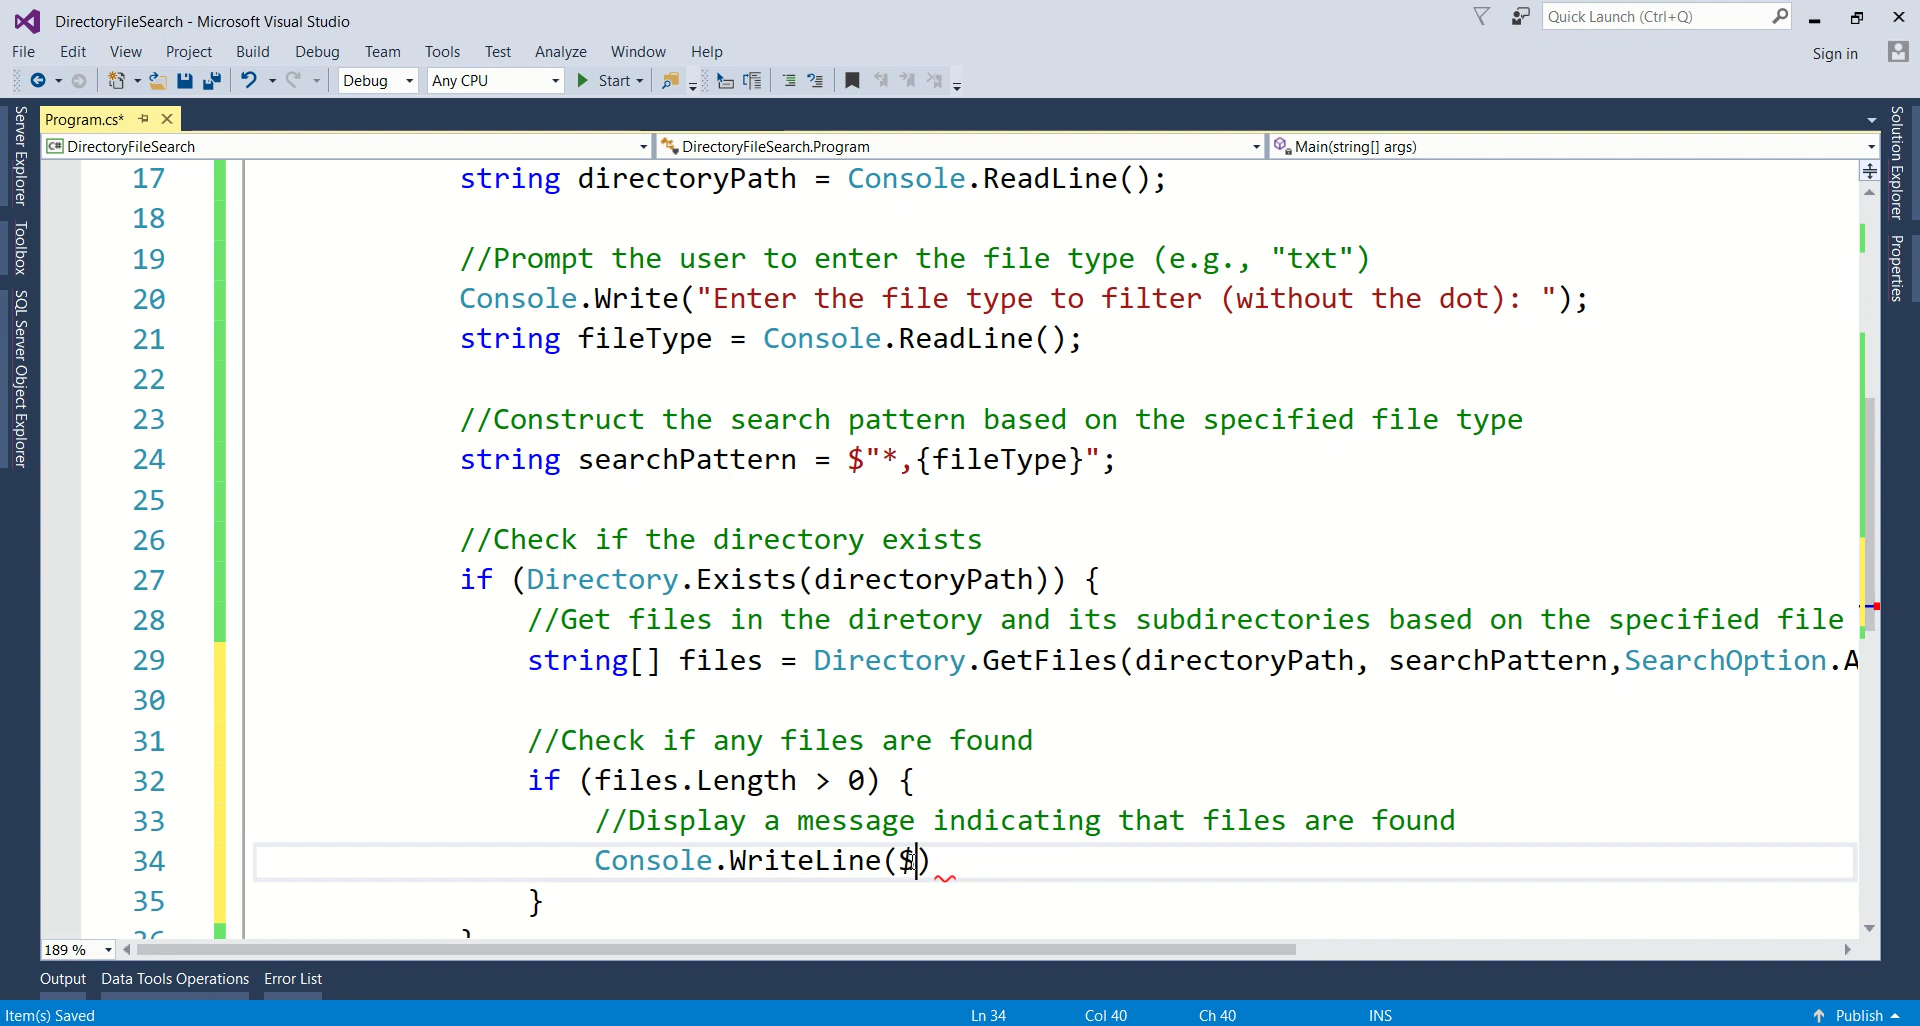 DirectoryFileSearch - Microsoft Visual Studio
Quick Launch (Ctrl+Q)
File Edit View Project Build Debug Team Tools Test Analyze Window Help
Sign in
Debug Any CPU Start
Program.cs*
DirectoryFileSearch DirectoryFileSearch.Program Main(string[] args)
Server Explorer
Toolbox
SQL Server Object Explorer
Solution Explorer
Properties
17 string directoryPath = Console.ReadLine();
18
19 //Prompt the user to enter the file type (e.g., "txt")
20 Console.Write("Enter the file type to filter (without the dot): ");
21 string fileType = Console.ReadLine();
22
23 //Construct the search pattern based on the specified file type
24 string searchPattern = $"*,{fileType}";
25
26 //Check if the directory exists
27 if (Directory.Exists(directoryPath)) {
28 //Get files in the diretory and its subdirectories based on the specified file
29 string[] files = Directory.GetFiles(directoryPath, searchPattern,SearchOption.A
30
31 //Check if any files are found
32 if (files.Length > 0) {
33 //Display a message indicating that files are found
34 Console.WriteLine($)
35 }
189 %
Output Data Tools Operations Error List
Item(s) Saved Ln 34 Col 40 Ch 40 INS Publish